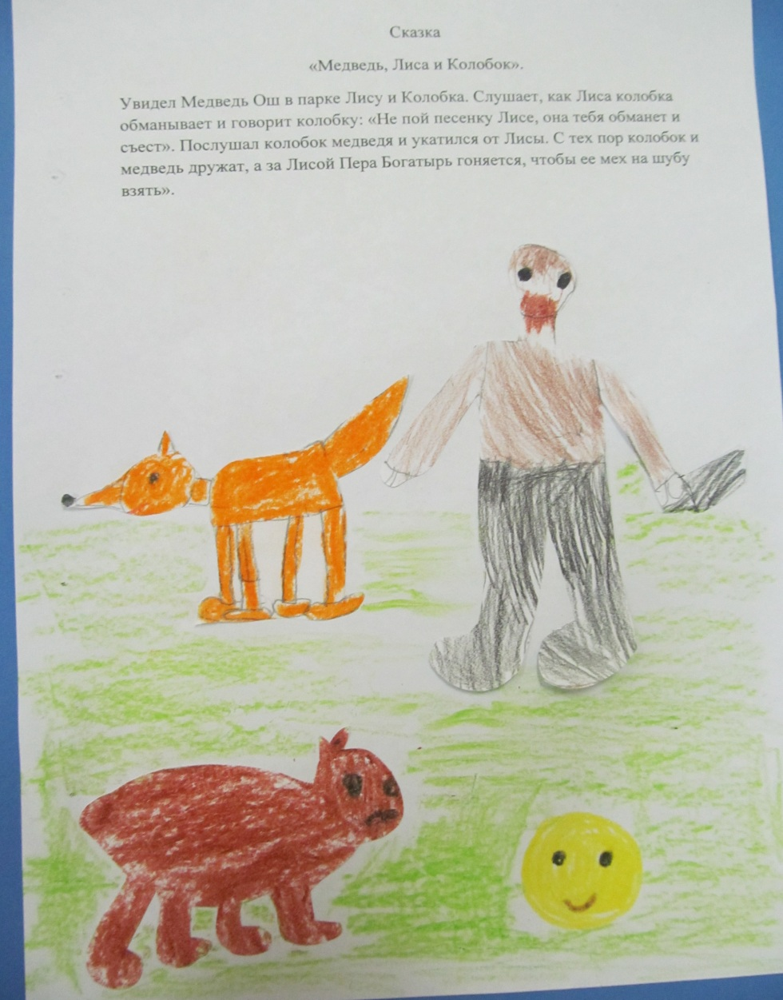 Сказка
«Медведь, Лиса и Колобок».
Увидел Медведь Ош в парке Лису и Колобка. Слушает, как Лиса колобка
обманывает и говорит колобку: «Не пой песенку Лисе, она тебя обманет и
съест». Послушал колобок медведя и укатился от Лисы. С тех пор колобок и
медведь дружат, а за Лисой Пера Богатырь гоняется, чтобы ее мех на шубу
взять».